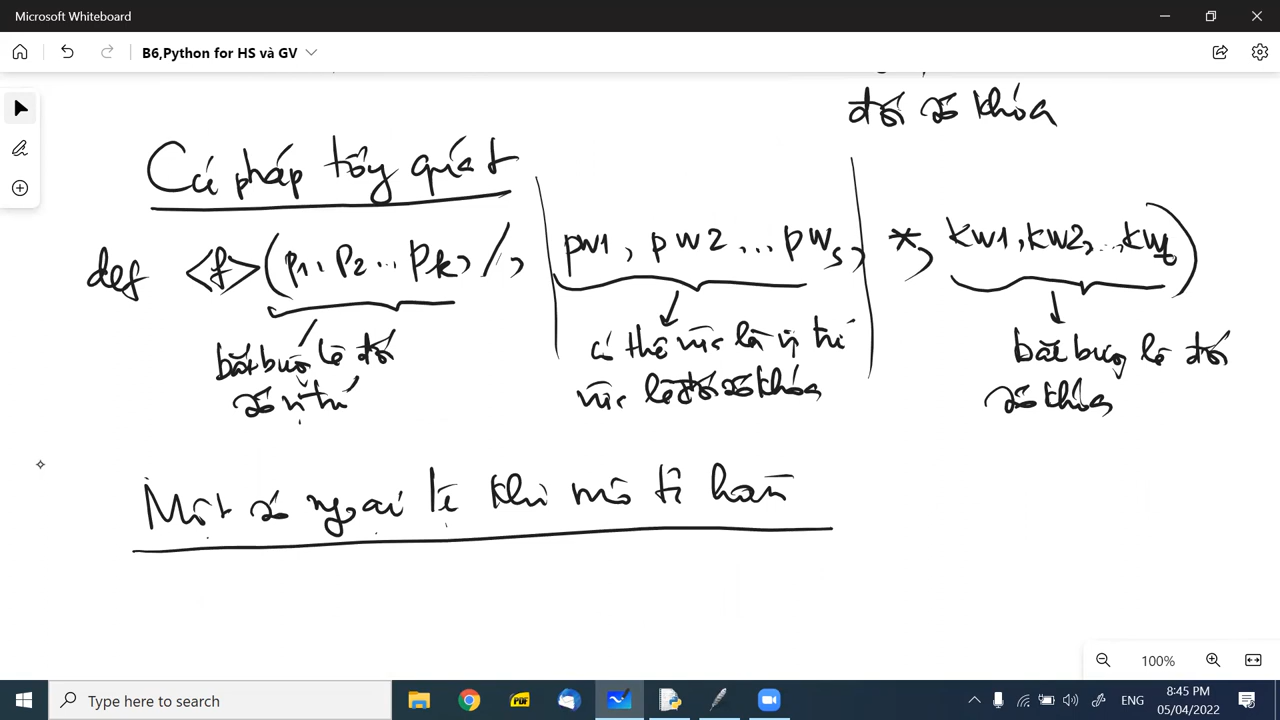 Microsoft Whiteboard
B6,Python for HS và GV
đối số khóa
Cú pháp tổng quát
def <f>(p1, p2 ... pk, /, pw1, pw2 ... pws, *, kw1, kw2, ... kwt)
bắt buộc là đối
số vị trí
có thể vừa là vị trí
vừa là đối số khóa
bắt buộc là đối
số khóa
Một số ngoại lệ khi mô tả hàm
100%
Type here to search
PDF
ENG
8:45 PM
05/04/2022